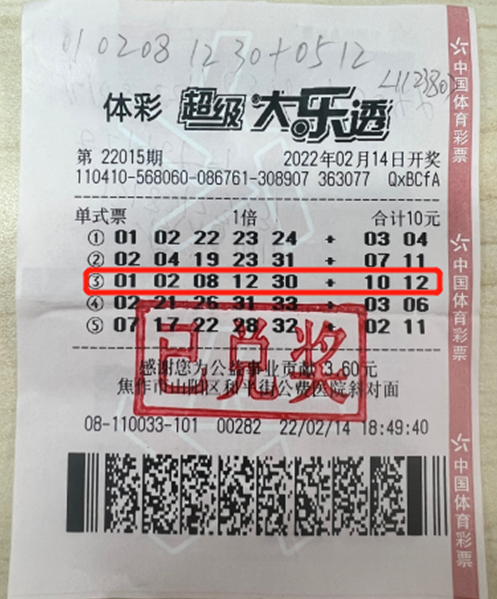 01 02 08 12 30+05 12
体彩 超级大乐透
第 22015期 2022年02月14日开奖
110410-568060-086761-308907 363077 QxBCfA
单式票 1倍 合计10元
① 01 02 22 23 24 + 03 04
② 02 04 19 23 31 + 07 11
③ 01 02 08 12 30 + 10 12
④ 02 21 26 31 33 + 03 06
⑤ 07 17 22 28 32 + 02 11
已兑奖
感谢您为公益事业贡献 3.60元
焦作市山阳区和平街公费医院斜对面
08-110033-101 00282 22/02/14 18:49:40
中国体育彩票
中国体育彩票
中国体育彩票